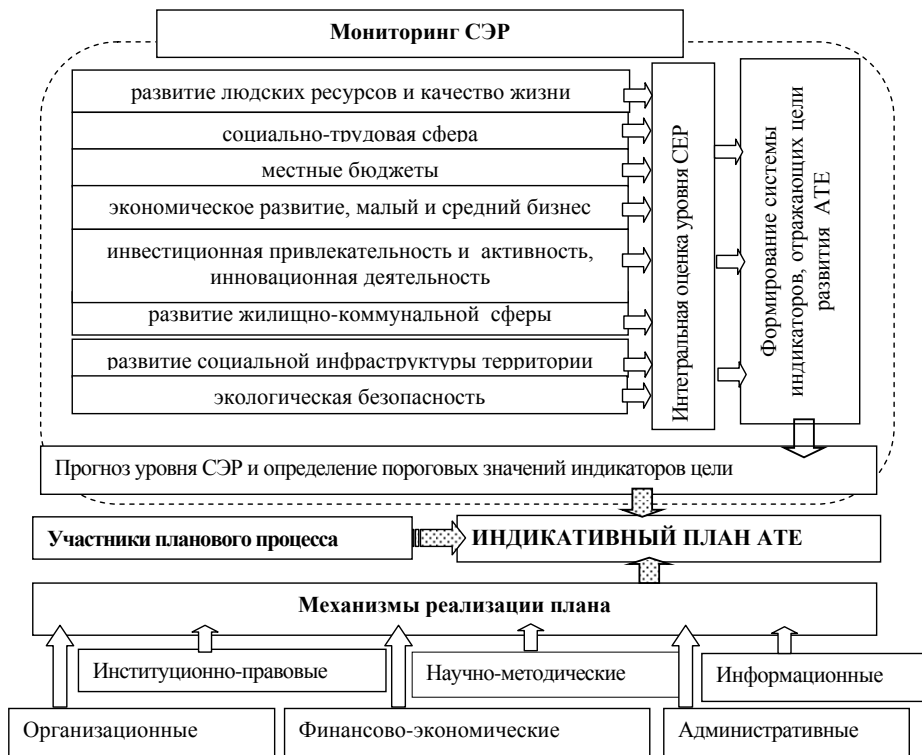 Мониторинг СЭР
развитие людских ресурсов и качество жизни
социально-трудовая сфера
местные бюджеты
экономическое развитие, малый и средний бизнес
инвестиционная привлекательность и активность,
инновационная деятельность
развитие жилищно-коммунальной сферы
развитие социальной инфраструктуры территории
экологическая безопасность
Интегральная оценка уровня СЕР
Формирование системы
индикаторов, отражающих цели
развития АТЕ
Прогноз уровня СЭР и определение пороговых значений индикаторов цели
Участники планового процесса
ИНДИКАТИВНЫЙ ПЛАН АТЕ
Механизмы реализации плана
Институционно-правовые
Научно-методические
Информационные
Организационные
Финансово-экономические
Административные